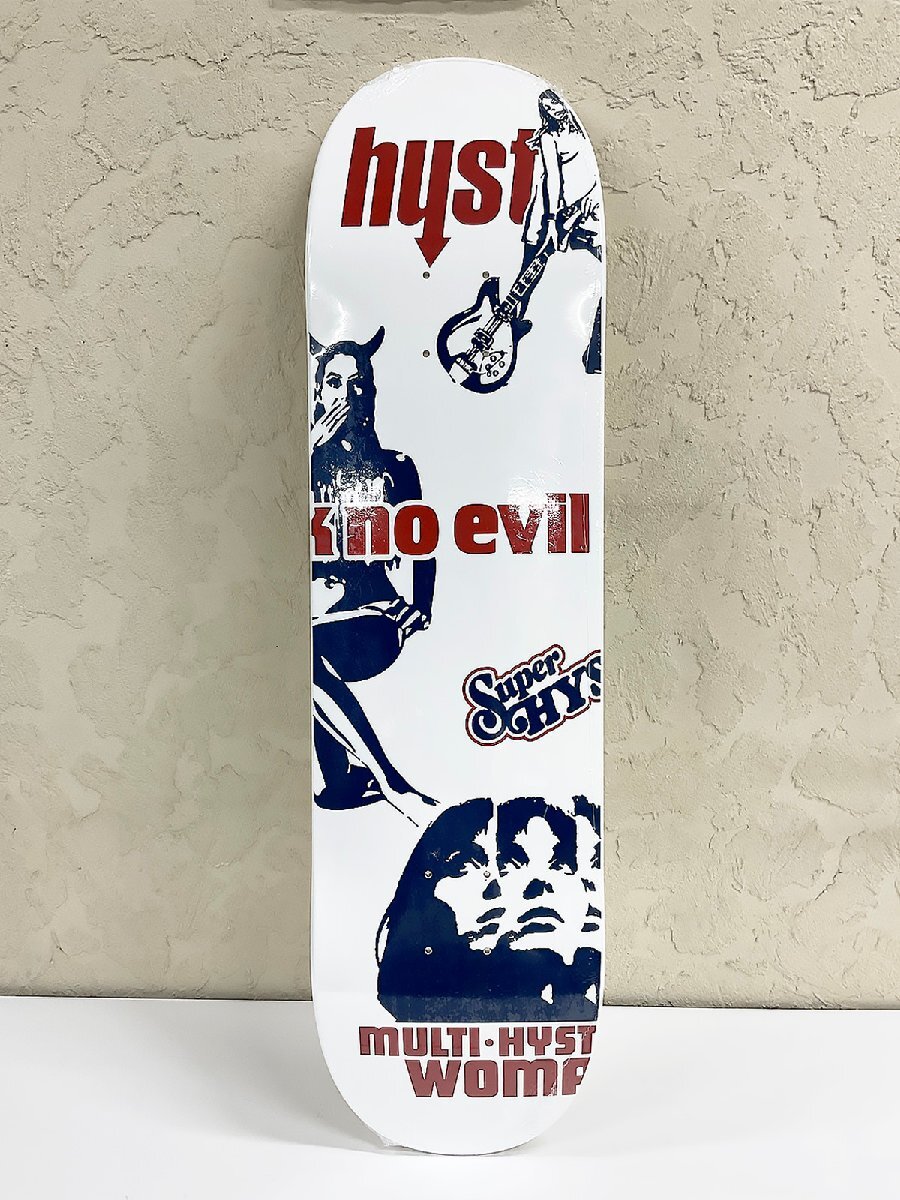 hyst
k no evil
Super
HYS
MULTI-HYST
WOMA